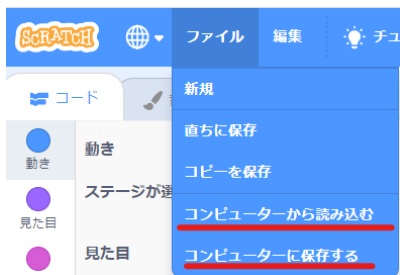 SCRATCH
ファイル
編集
チュ
コード
新規
直ちに保存
コピーを保存
コンピューターから読み込む
コンピューターに保存する
動き
見た目
動き
ステージが選
見た目